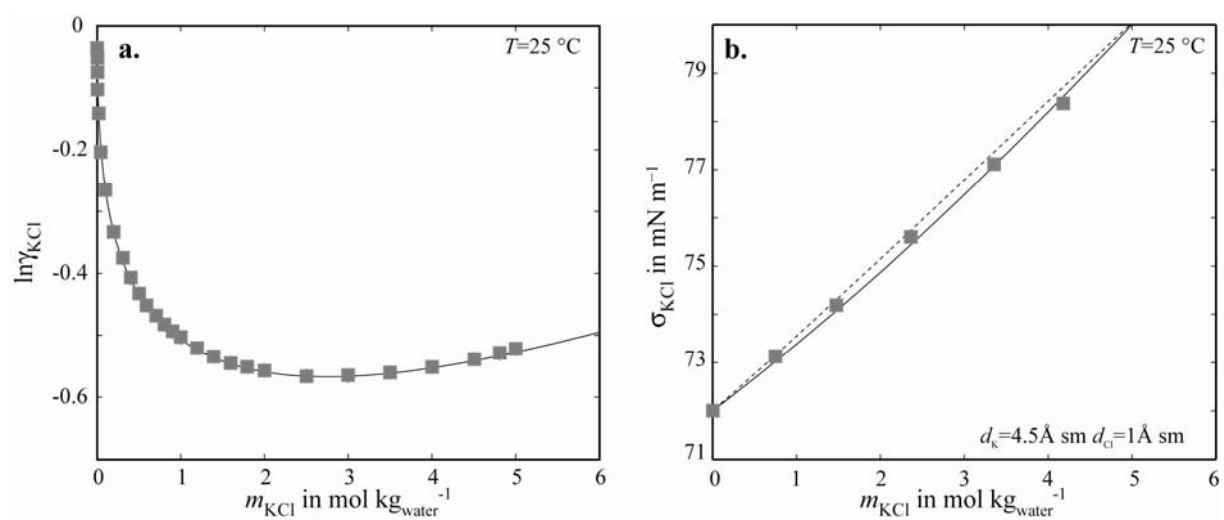 a.
T=25 °C
0
-0.2
-0.4
-0.6
lnγKCl
0 1 2 3 4 5 6
mKCl in mol kgwater-1
b.
T=25 °C
79
77
75
73
71
σKCl in mN m−1
dK=4.5Å sm dCl=1Å sm
0 1 2 3 4 5 6
mKCl in mol kgwater-1